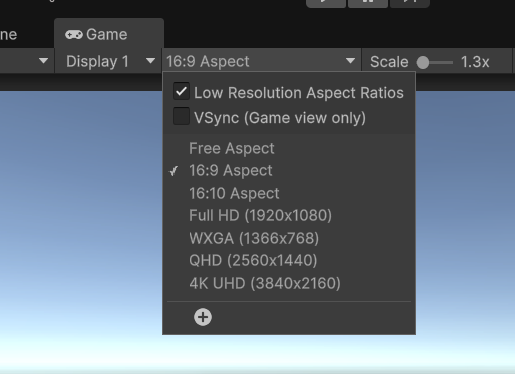 ne
Game
Display 1
16:9 Aspect
Scale
1.3x
Low Resolution Aspect Ratios
VSync (Game view only)
Free Aspect
16:9 Aspect
16:10 Aspect
Full HD (1920x1080)
WXGA (1366x768)
QHD (2560x1440)
4K UHD (3840x2160)